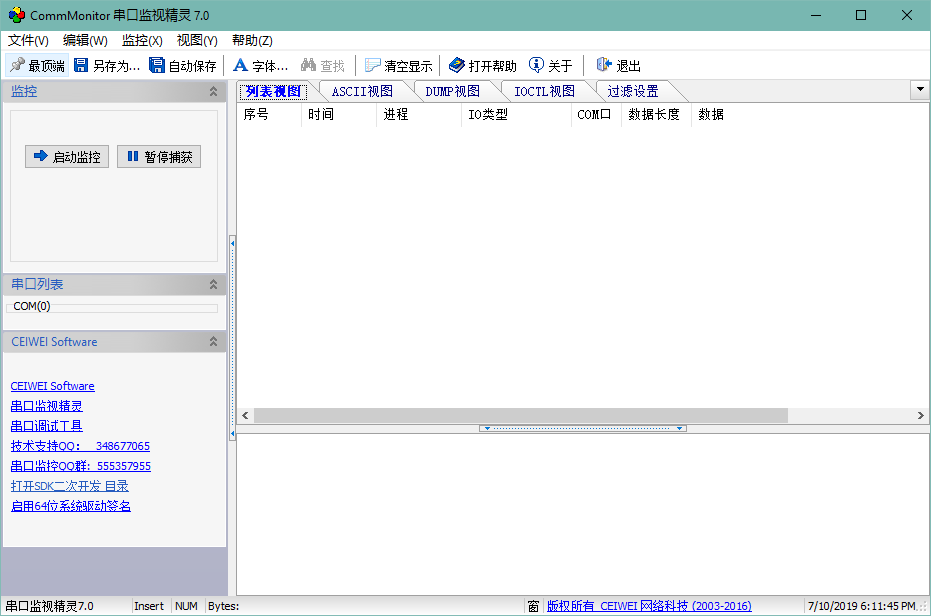 CommMonitor 串口监视精灵 7.0
文件(V) 编辑(W) 监控(X) 视图(Y) 帮助(Z)
最顶端 另存为... 自动保存 A 字体... 查找 清空显示 打开帮助 关于 退出
监控
启动监控 暂停捕获
串口列表
COM(0)
CEIWEI Software
CEIWEI Software
串口监视精灵
串口调试工具
技术支持QQ： 348677065
串口监控QQ群: 555357955
打开SDK二次开发 目录
启用64位系统驱动签名
列表视图 ASCII视图 DUMP视图 IOCTL视图 过滤设置
序号 时间 进程 IO类型 COM口 数据长度 数据
串口监视精灵7.0 Insert NUM Bytes: 窗 版权所有 CEIWEI 网络科技 (2003-2016) 7/10/2019 6:11:45 PM